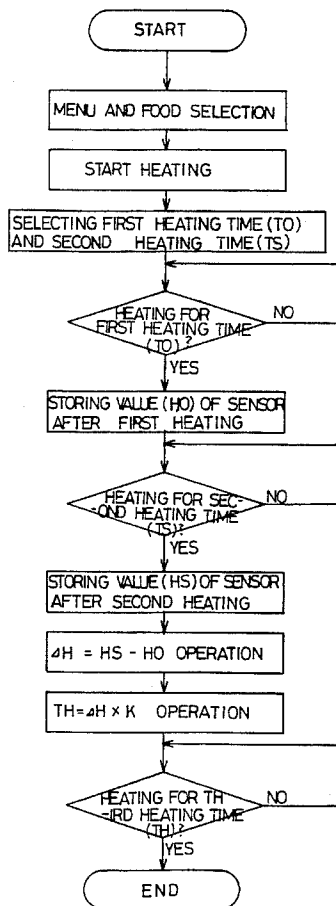 START
MENU AND FOOD SELECTION
START HEATING
SELECTING FIRST HEATING TIME (TO)
AND SECOND HEATING TIME (TS)
HEATING FOR
FIRST HEATING TIME
(TO)?
NO
YES
STORING VALUE (HO) OF SENSOR
AFTER FIRST HEATING
HEATING FOR SEC-
-OND HEATING TIME
(TS)?
NO
YES
STORING VALUE (HS) OF SENSOR
AFTER SECOND HEATING
⊿H = HS - HO OPERATION
TH=⊿H × K OPERATION
HEATING FOR TH
-IRD HEATING TIME
(TH)?
NO
YES
END